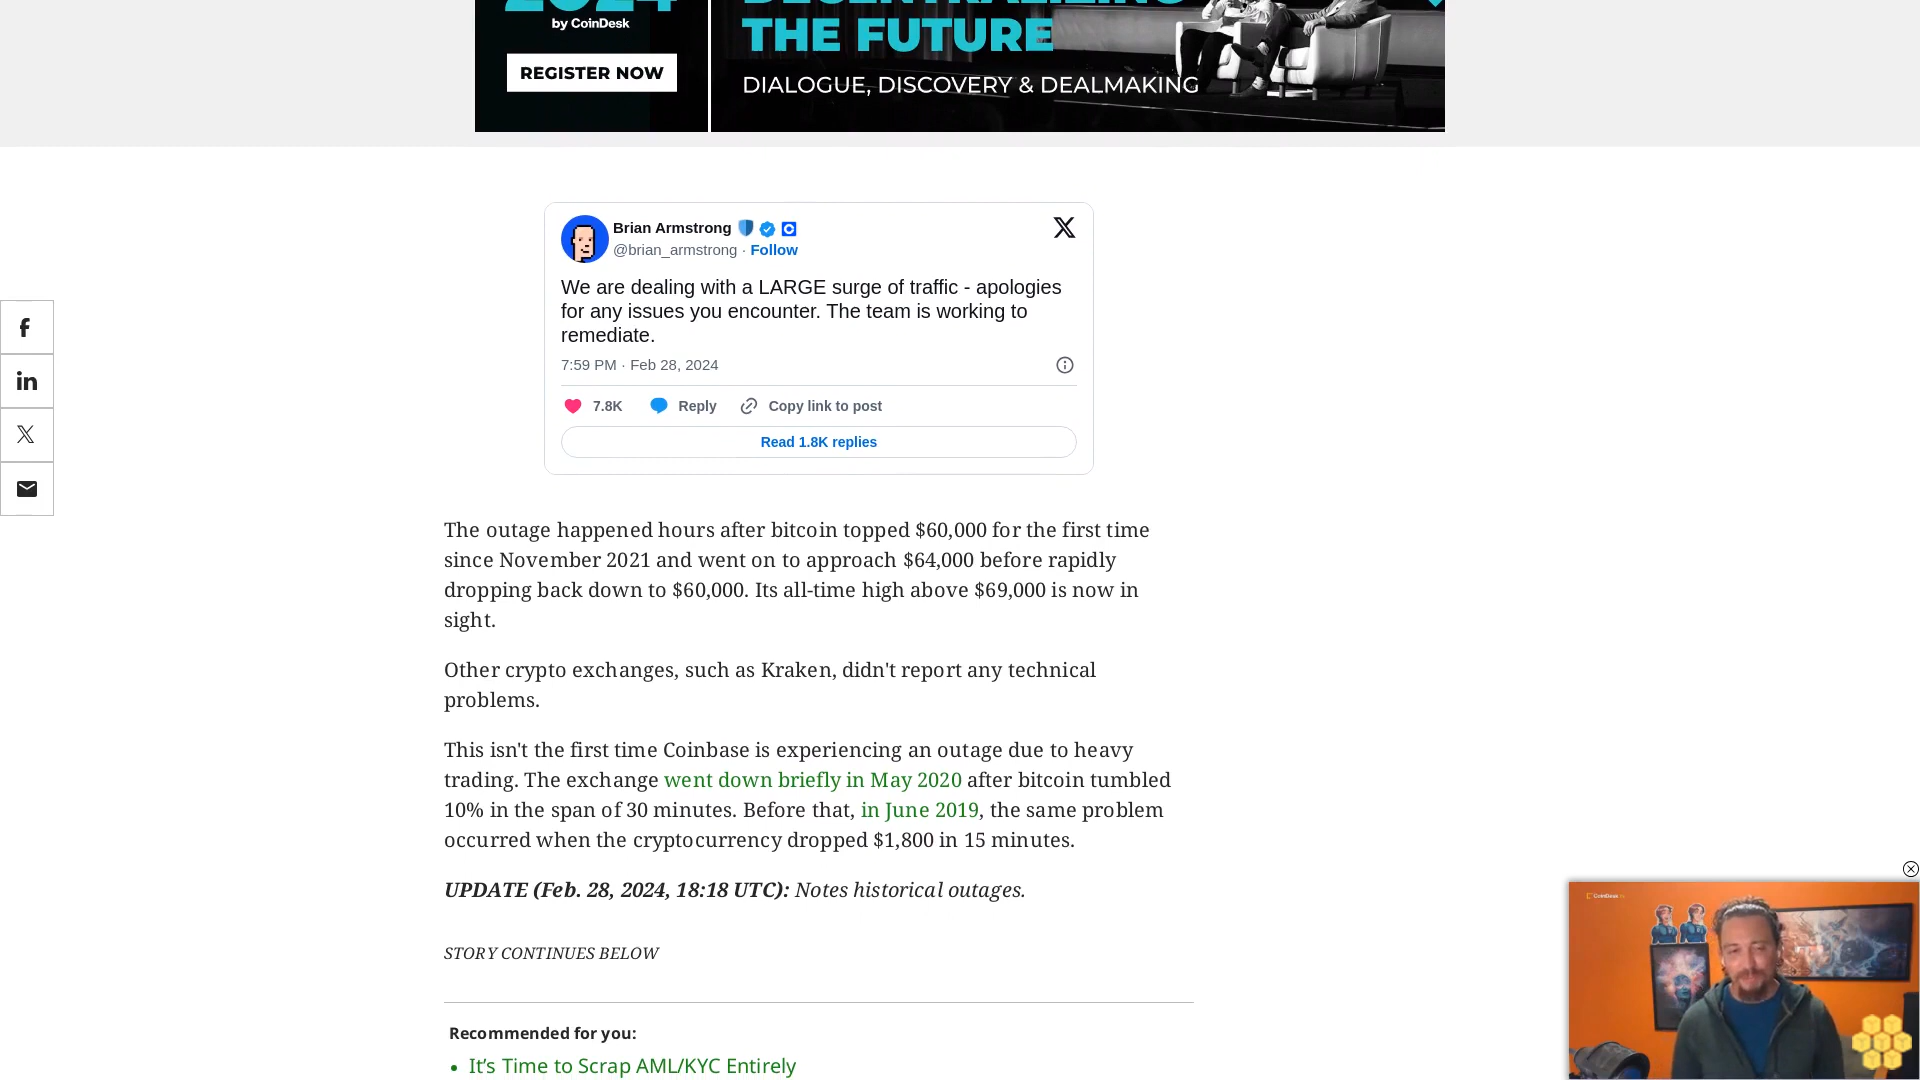 2024
by CoinDesk
REGISTER NOW
DECENTRALIZING
THE FUTURE
DIALOGUE, DISCOVERY & DEALMAKING
Brian Armstrong
@brian_armstrong · Follow
We are dealing with a LARGE surge of traffic - apologies
for any issues you encounter. The team is working to
remediate.
7:59 PM · Feb 28, 2024
7.8K Reply Copy link to post
Read 1.8K replies
The outage happened hours after bitcoin topped $60,000 for the first time
since November 2021 and went on to approach $64,000 before rapidly
dropping back down to $60,000. Its all-time high above $69,000 is now in
sight.
Other crypto exchanges, such as Kraken, didn't report any technical
problems.
This isn't the first time Coinbase is experiencing an outage due to heavy
trading. The exchange went down briefly in May 2020 after bitcoin tumbled
10% in the span of 30 minutes. Before that, in June 2019, the same problem
occurred when the cryptocurrency dropped $1,800 in 15 minutes.
UPDATE (Feb. 28, 2024, 18:18 UTC): Notes historical outages.
STORY CONTINUES BELOW
CoinDesk
Recommended for you:
• It’s Time to Scrap AML/KYC Entirely